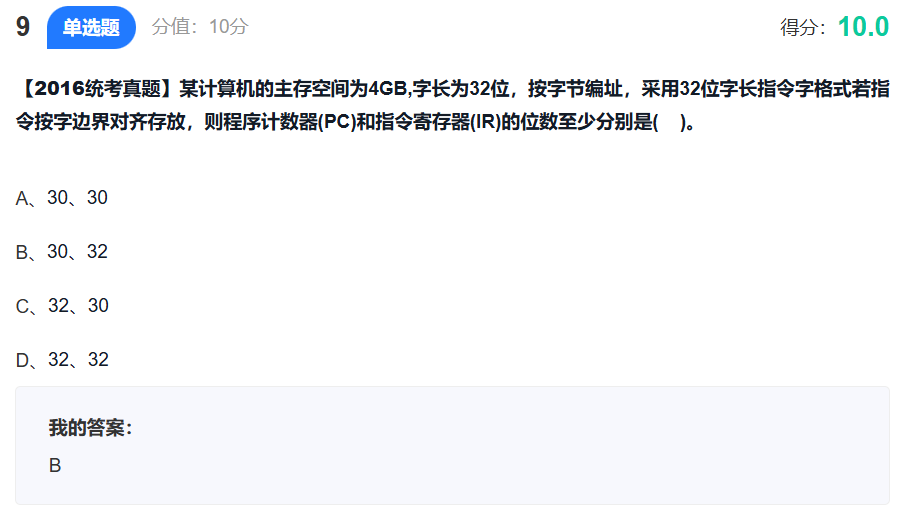 9 单选题 分值：10分 得分：10.0
【2016统考真题】某计算机的主存空间为4GB,字长为32位，按字节编址，采用32位字长指令字格式若指
令按字边界对齐存放，则程序计数器(PC)和指令寄存器(IR)的位数至少分别是( )。
A、30、30
B、30、32
C、32、30
D、32、32
我的答案：
B